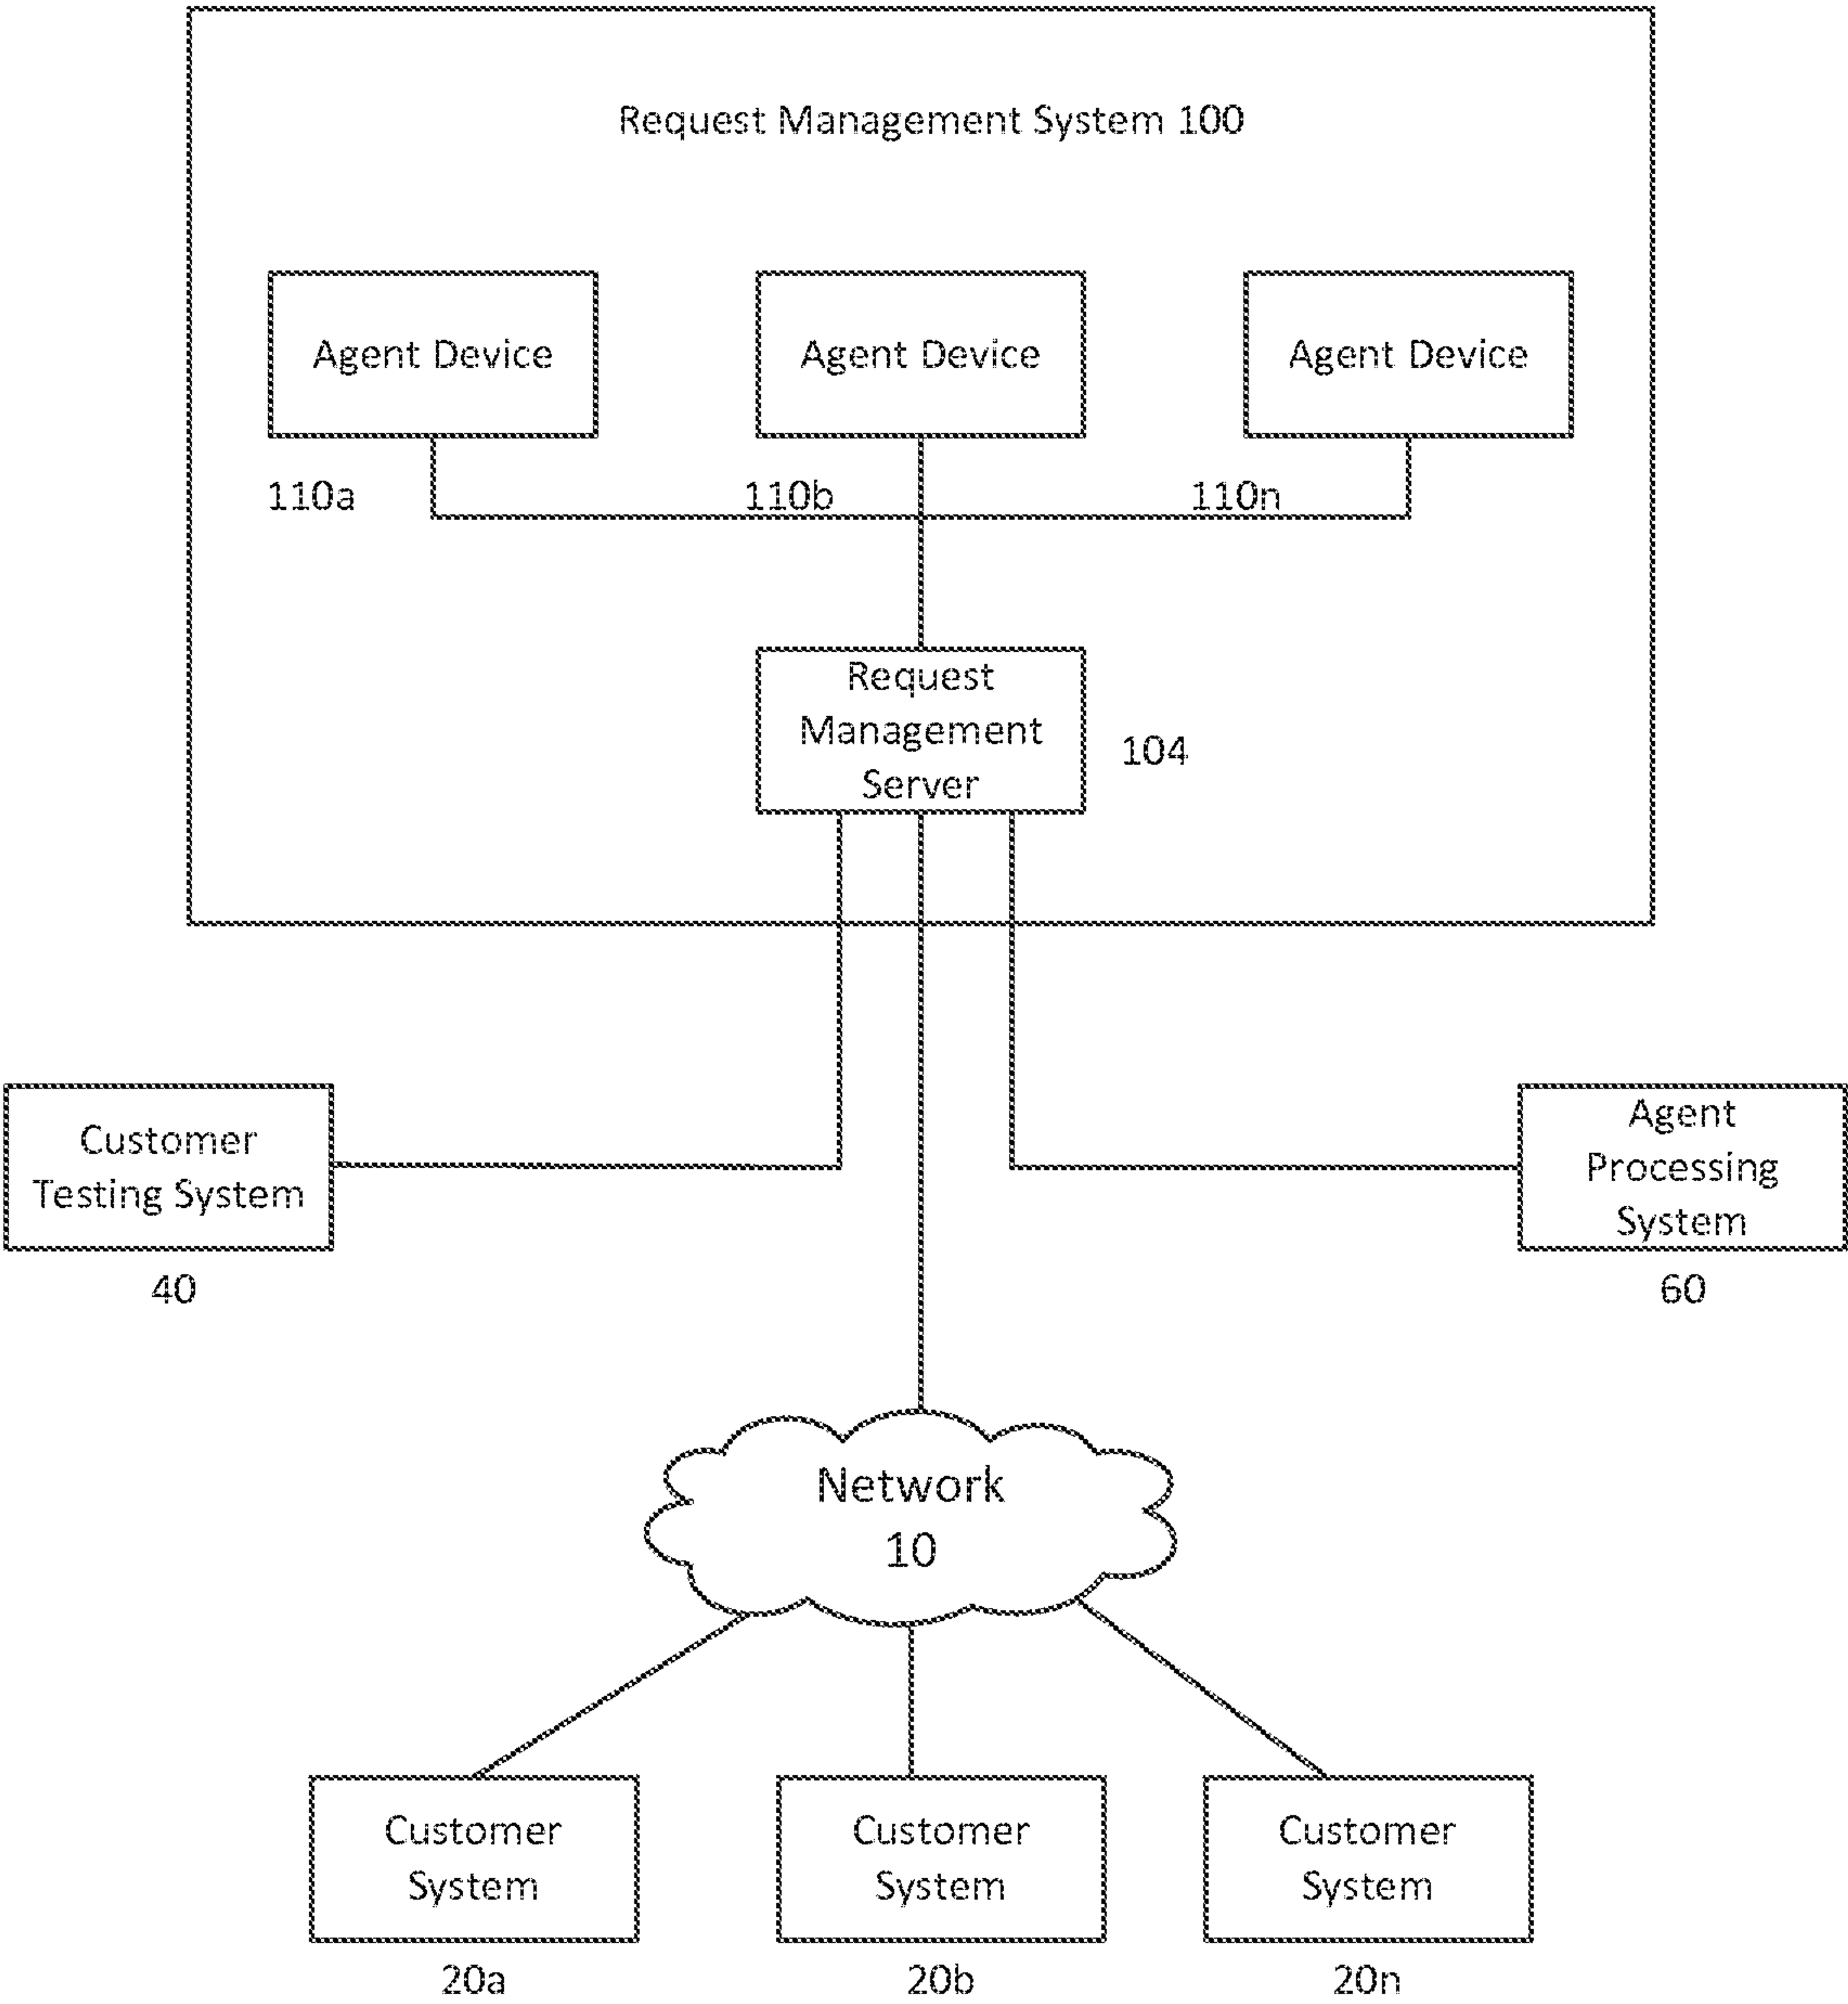 Request Management System 100
Agent Device
Agent Device
Agent Device
110a
110b
110n
Request
Management
Server
104
Customer
Testing System
40
Agent
Processing
System
60
Network
10
Customer
System
20a
Customer
System
20b
Customer
System
20n